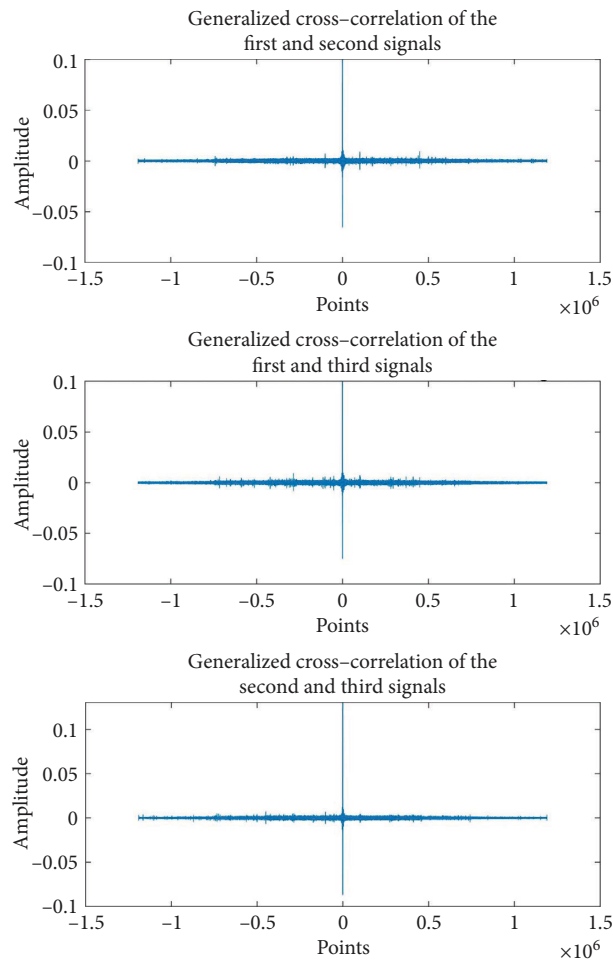 Generalized cross–correlation of the
first and second signals
0.1
0.05
0
–0.05
–0.1
Amplitude
–1.5 –1 –0.5 0 0.5 1 1.5
Points
×10^6
Generalized cross–correlation of the
first and third signals
0.1
0.05
0
–0.05
–0.1
Amplitude
–1.5 –1 –0.5 0 0.5 1 1.5
Points
×10^6
Generalized cross–correlation of the
second and third signals
0.1
0.05
0
–0.05
–0.1
Amplitude
–1.5 –1 –0.5 0 0.5 1 1.5
Points
×10^6